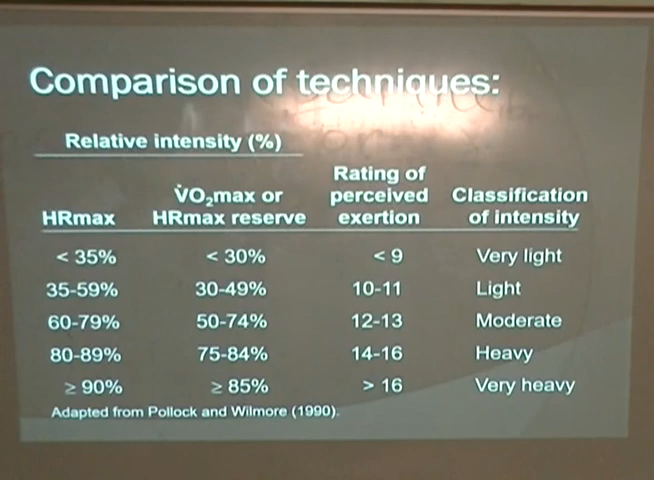 Comparison of techniques:
Relative intensity (%)
HRmax V̇O₂max or HRmax reserve Rating of perceived exertion Classification of intensity
< 35% < 30% < 9 Very light
35-59% 30-49% 10-11 Light
60-79% 50-74% 12-13 Moderate
80-89% 75-84% 14-16 Heavy
≥ 90% ≥ 85% > 16 Very heavy
Adapted from Pollock and Wilmore (1990).